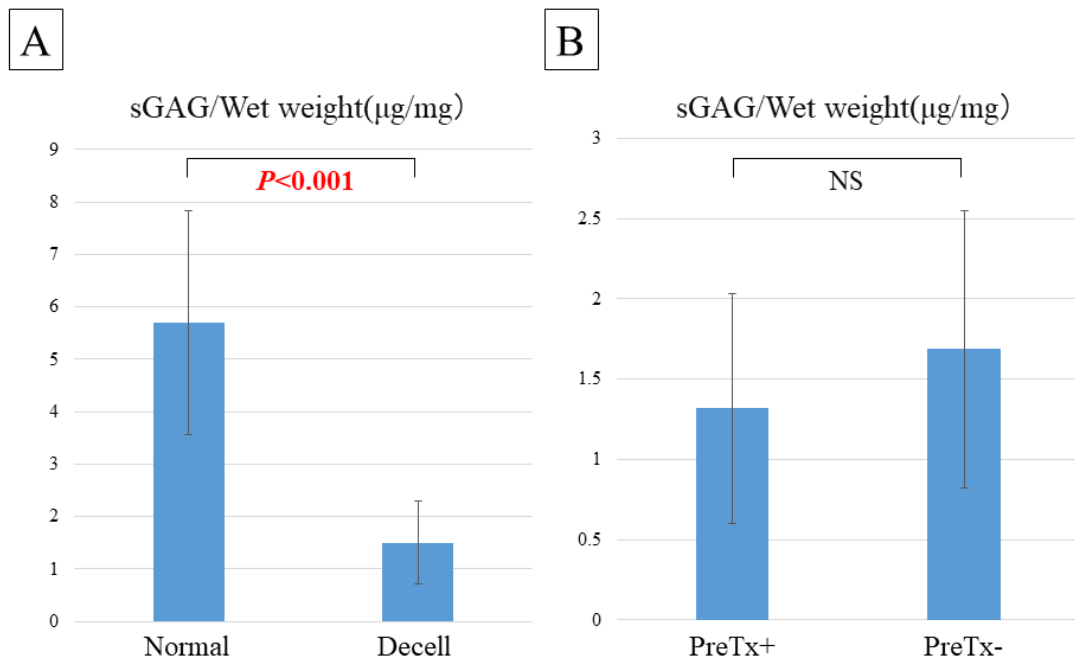 A
sGAG/Wet weight(μg/mg）
9
8
7
6
5
4
3
2
1
0
P<0.001
Normal
Decell
B
sGAG/Wet weight(μg/mg）
3
2.5
2
1.5
1
0.5
0
NS
PreTx+
PreTx-